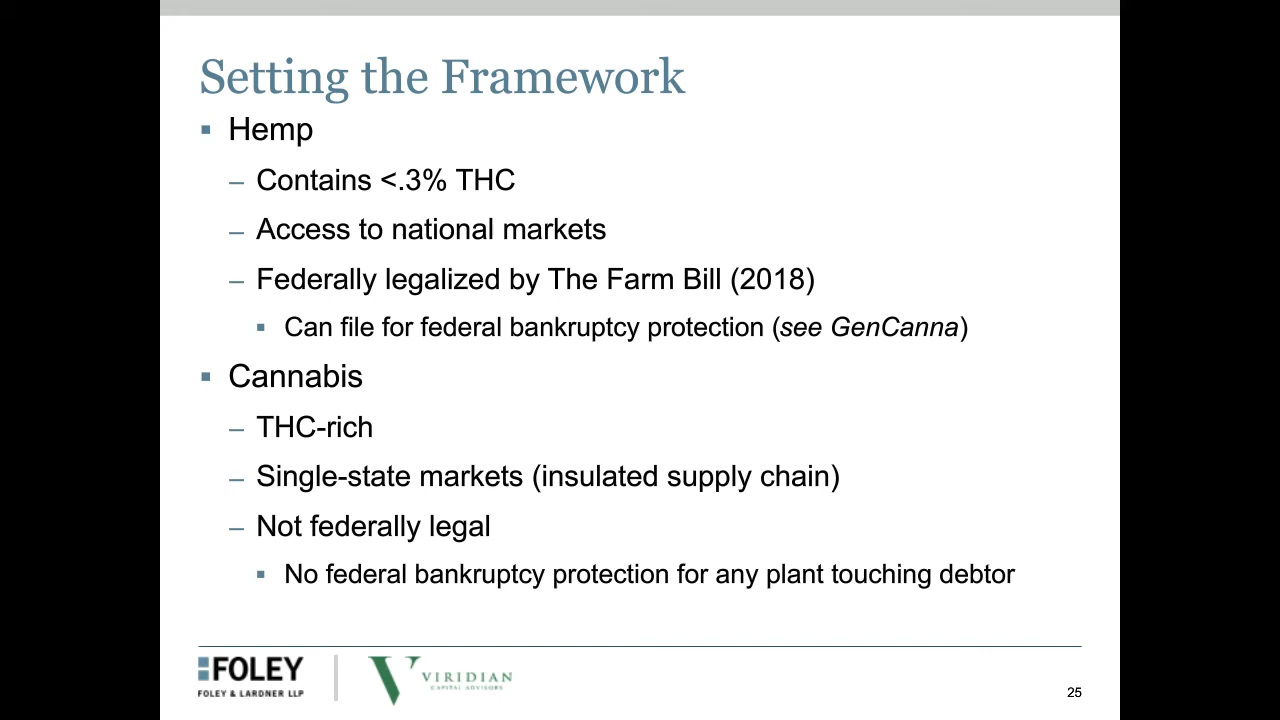 Setting the Framework
▪ Hemp
– Contains <.3% THC
– Access to national markets
– Federally legalized by The Farm Bill (2018)
▪ Can file for federal bankruptcy protection (see GenCanna)
▪ Cannabis
– THC-rich
– Single-state markets (insulated supply chain)
– Not federally legal
▪ No federal bankruptcy protection for any plant touching debtor
FOLEY
FOLEY & LARDNER LLP
VIRIDIAN
CAPITAL ADVISORS
25